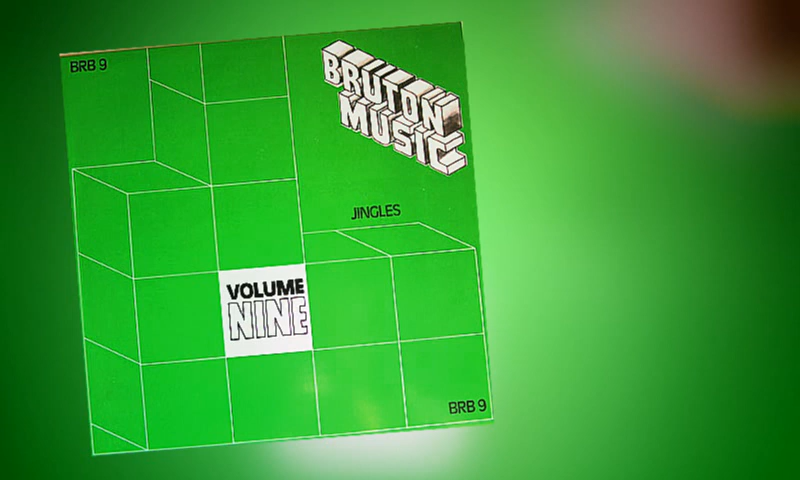 BRB 9
BRUTON
MUSIC
JINGLES
VOLUME
NINE
BRB 9